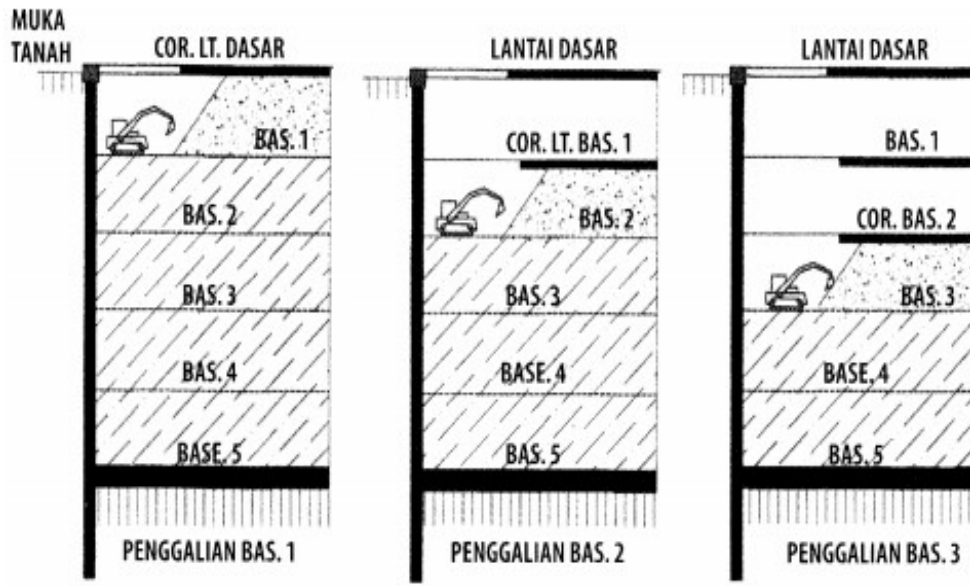 MUKA
TANAH
COR. LT. DASAR
BAS. 1
BAS. 2
BAS. 3
BAS. 4
BASE. 5
PENGGALIAN BAS. 1
LANTAI DASAR
COR. LT. BAS. 1
BAS. 2
BAS. 3
BASE. 4
BAS. 5
PENGGALIAN BAS. 2
LANTAI DASAR
BAS. 1
COR. BAS. 2
BAS. 3
BASE. 4
BAS. 5
PENGGALIAN BAS. 3